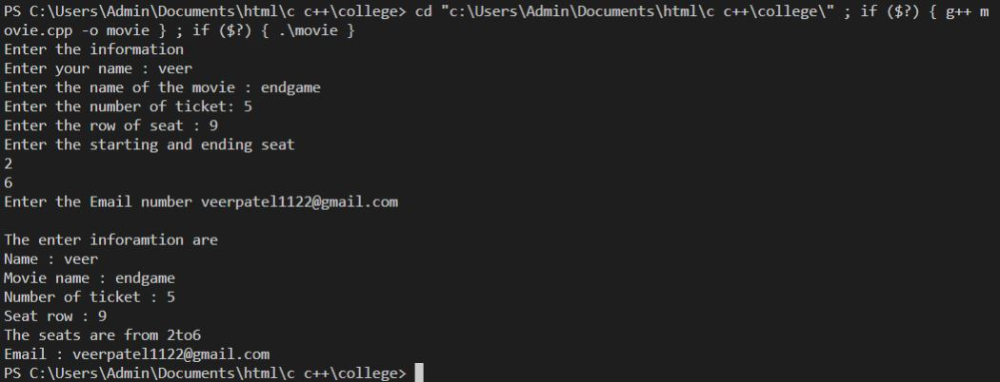 PS C:\Users\Admin\Documents\html\c c++\college> cd "c:\Users\Admin\Documents\html\c c++\college\" ; if ($?) { g++ m
ovie.cpp -o movie } ; if ($?) { .\movie }
Enter the information
Enter your name : veer
Enter the name of the movie : endgame
Enter the number of ticket: 5
Enter the row of seat : 9
Enter the starting and ending seat
2
6
Enter the Email number veerpatel1122@gmail.com

The enter inforamtion are
Name : veer
Movie name : endgame
Number of ticket : 5
Seat row : 9
The seats are from 2to6
Email : veerpatel1122@gmail.com
PS C:\Users\Admin\Documents\html\c c++\college>